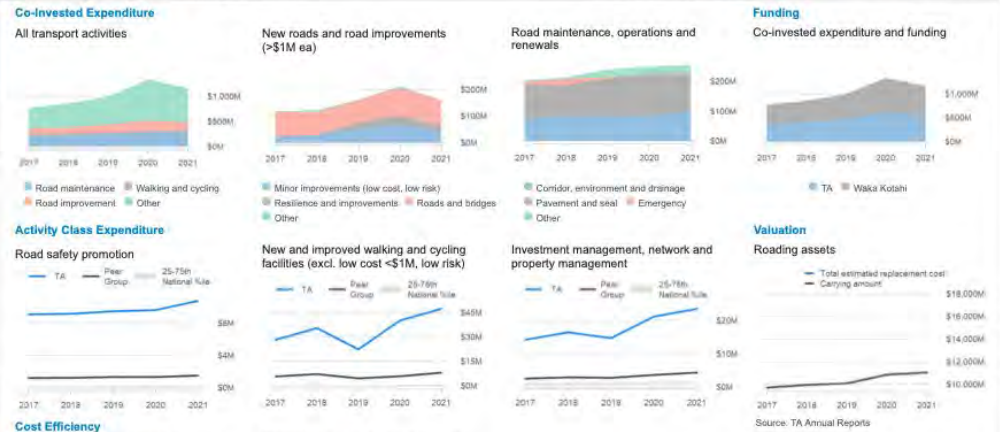 Co-Invested Expenditure
All transport activities
$1,000M
$500M
$0M
2017 2018 2019 2020 2021
Road maintenance Walking and cycling
Road improvement Other
New roads and road improvements
(>$1M ea)
$200M
$100M
$0M
2017 2018 2019 2020 2021
Minor improvements (low cost, low risk)
Resilience and improvements Roads and bridges
Other
Road maintenance, operations and
renewals
$200M
$100M
$0M
2017 2018 2019 2020 2021
Corridor, environment and drainage
Pavement and seal Emergency
Other
Funding
Co-invested expenditure and funding
$1,000M
$500M
$0M
2017 2018 2019 2020 2021
TA Waka Kotahi
Activity Class Expenditure
Road safety promotion
TA Peer Group 25-75th National %ile
$8M
$4M
$0M
2017 2018 2019 2020 2021
New and improved walking and cycling
facilities (excl. low cost <$1M, low risk)
TA Peer Group 25-75th National %ile
$45M
$30M
$15M
$0M
2017 2018 2019 2020 2021
Investment management, network and
property management
TA Peer Group 25-75th National %ile
$20M
$10M
$0M
2017 2018 2019 2020 2021
Valuation
Roading assets
Total estimated replacement cost
Carrying amount
$18,000M
$16,000M
$14,000M
$12,000M
$10,000M
2017 2018 2019 2020 2021
Source: TA Annual Reports
Cost Efficiency